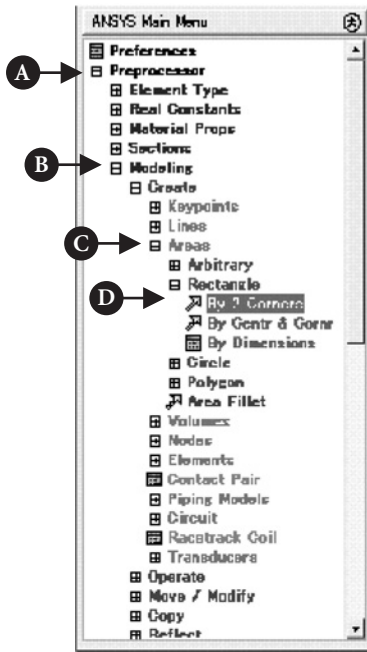 ANSYS Main Menu
Preferences
A Preprocessor
Element Type
Real Constants
Material Props
Sections
B Modeling
Create
Keypoints
Lines
C Areas
Arbitrary
Rectangle
D By 2 Corners
By Centr & Cornr
By Dimensions
Circle
Polygon
Area Fillet
Volumes
Nodes
Elements
Contact Pair
Piping Models
Circuit
Racetrack Coil
Transducers
Operate
Move / Modify
Copy
Reflect